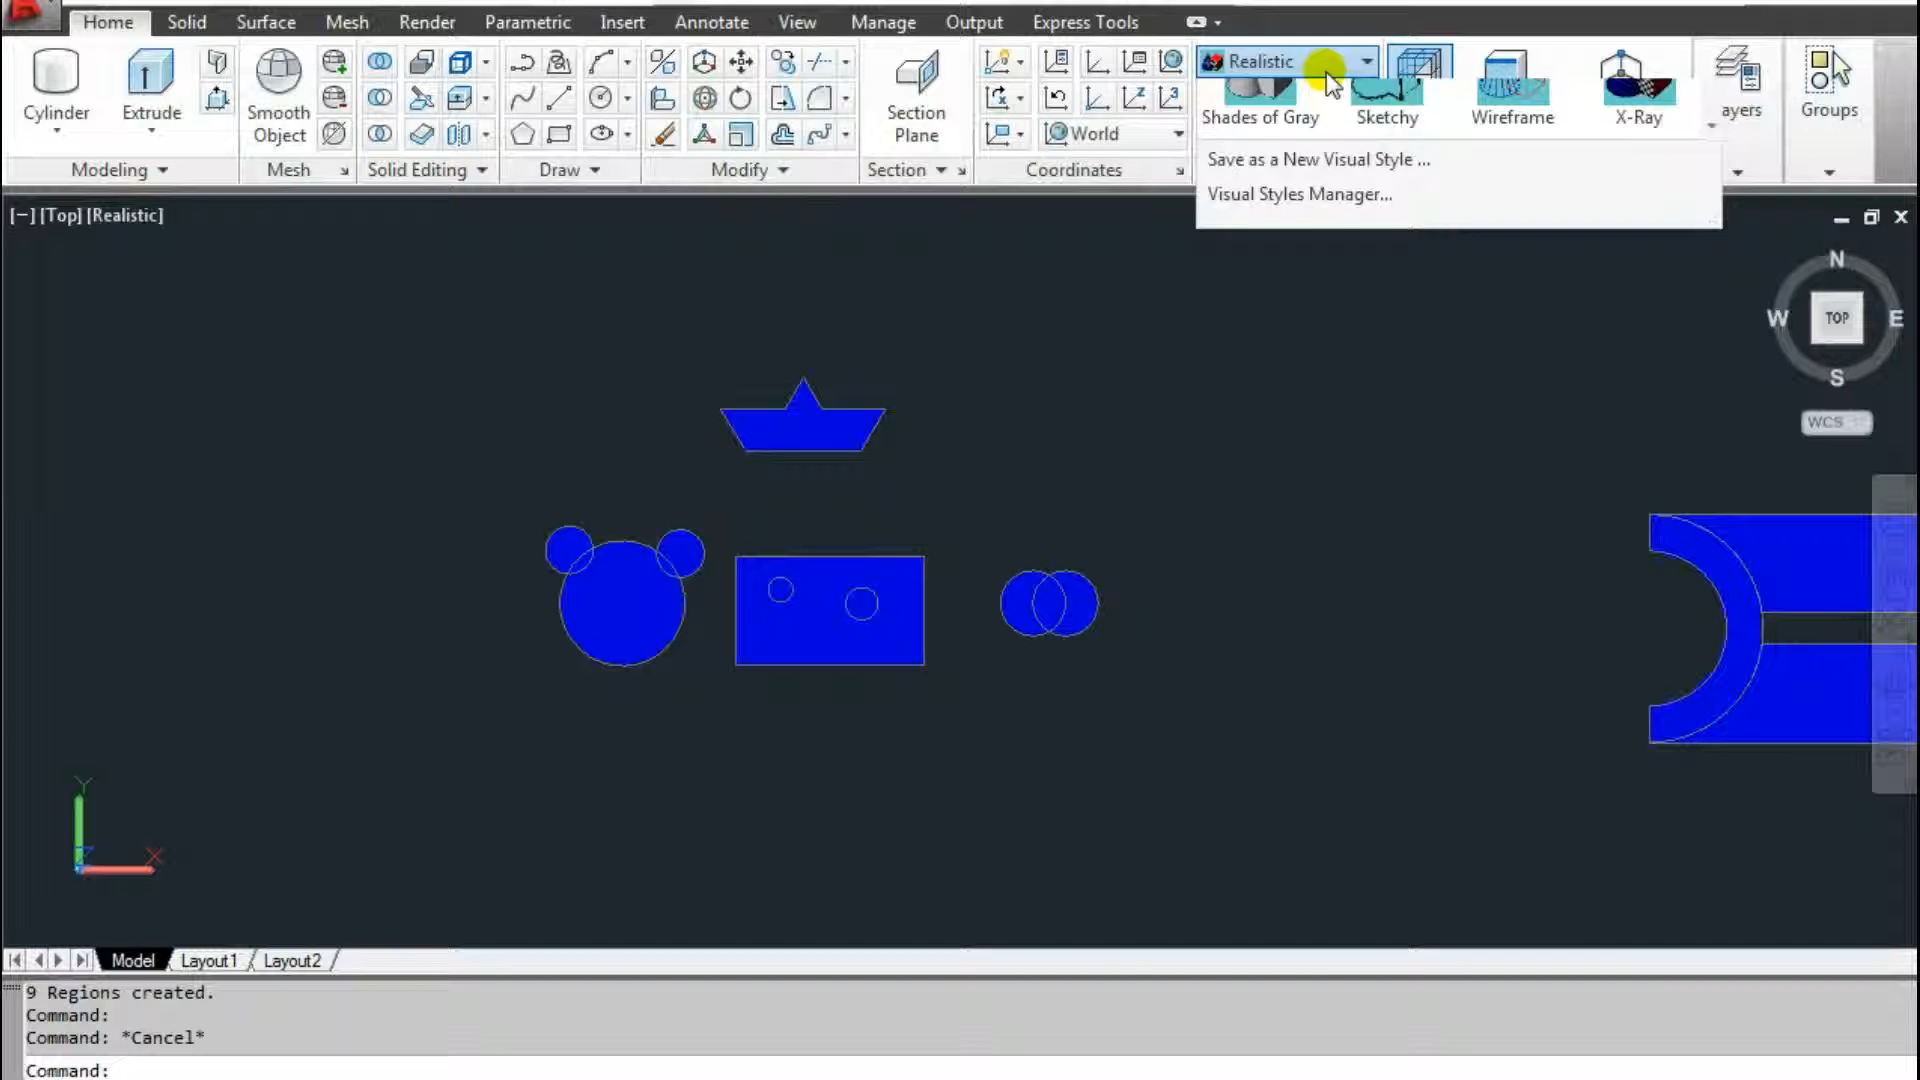 Home Solid Surface Mesh Render Parametric Insert Annotate View Manage Output Express Tools
Cylinder
Extrude
Smooth
Object
Section
Plane
World
Realistic
Shades of Gray
Sketchy
Wireframe
X-Ray
ayers
Groups
Modeling
Mesh
Solid Editing
Draw
Modify
Section
Coordinates
Save as a New Visual Style ...
Visual Styles Manager...
[−] [Top] [Realistic]
N
W
TOP
E
S
WCS
Y
Z
X
Model Layout1 Layout2
9 Regions created.
Command:
Command: *Cancel*
Command: